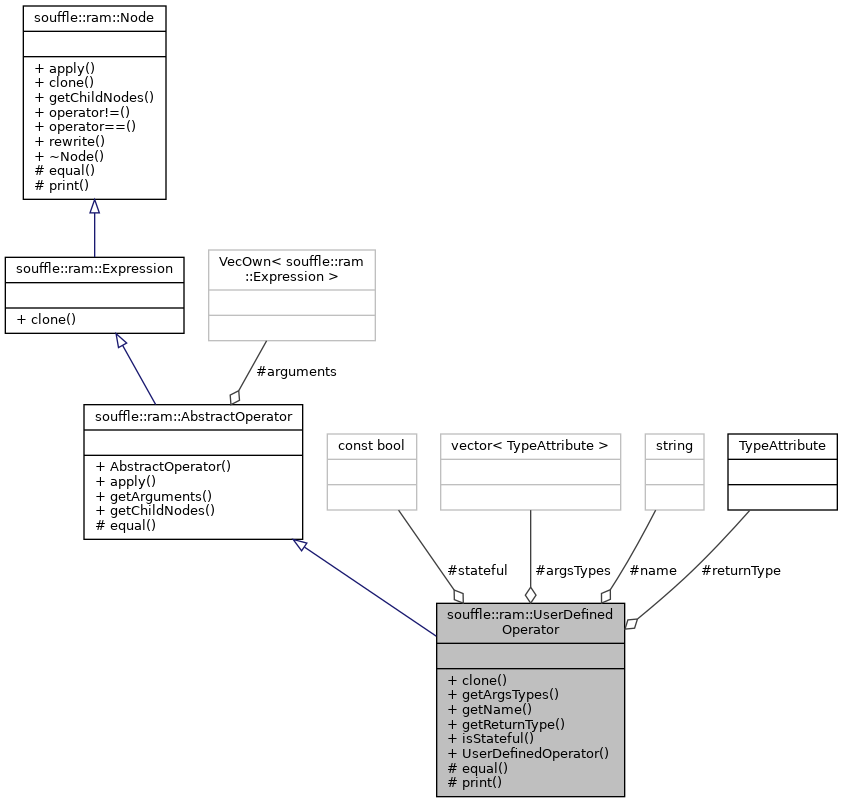 souffle::ram::Node
+ apply()
+ clone()
+ getChildNodes()
+ operator!=()
+ operator==()
+ rewrite()
+ ~Node()
# equal()
# print()
souffle::ram::Expression
+ clone()
VecOwn< souffle::ram
::Expression >
#arguments
souffle::ram::AbstractOperator
+ AbstractOperator()
+ apply()
+ getArguments()
+ getChildNodes()
# equal()
const bool
vector< TypeAttribute >
string
TypeAttribute
#stateful
#argsTypes
#name
#returnType
souffle::ram::UserDefined
Operator
+ clone()
+ getArgsTypes()
+ getName()
+ getReturnType()
+ isStateful()
+ UserDefinedOperator()
# equal()
# print()